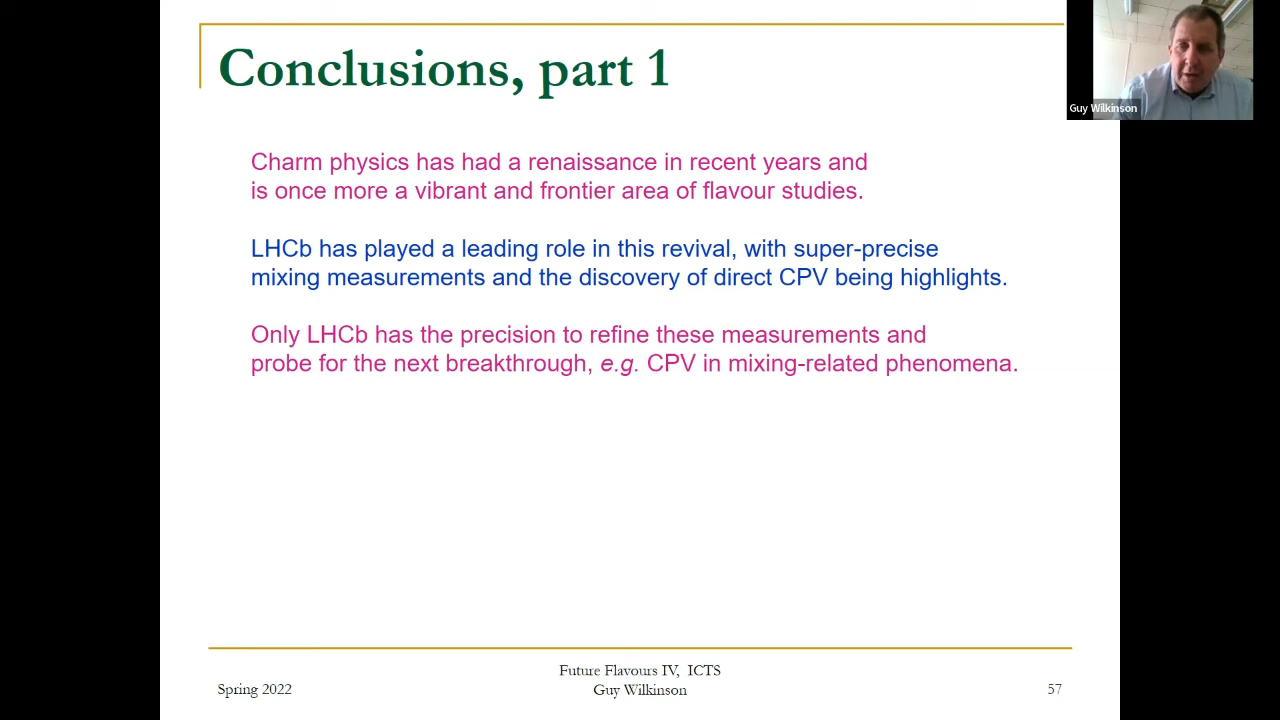 Conclusions, part 1
Guy Wilkinson
Charm physics has had a renaissance in recent years and
is once more a vibrant and frontier area of flavour studies.
LHCb has played a leading role in this revival, with super-precise
mixing measurements and the discovery of direct CPV being highlights.
Only LHCb has the precision to refine these measurements and
probe for the next breakthrough, e.g. CPV in mixing-related phenomena.
Future Flavours IV, ICTS
Spring 2022 Guy Wilkinson 57